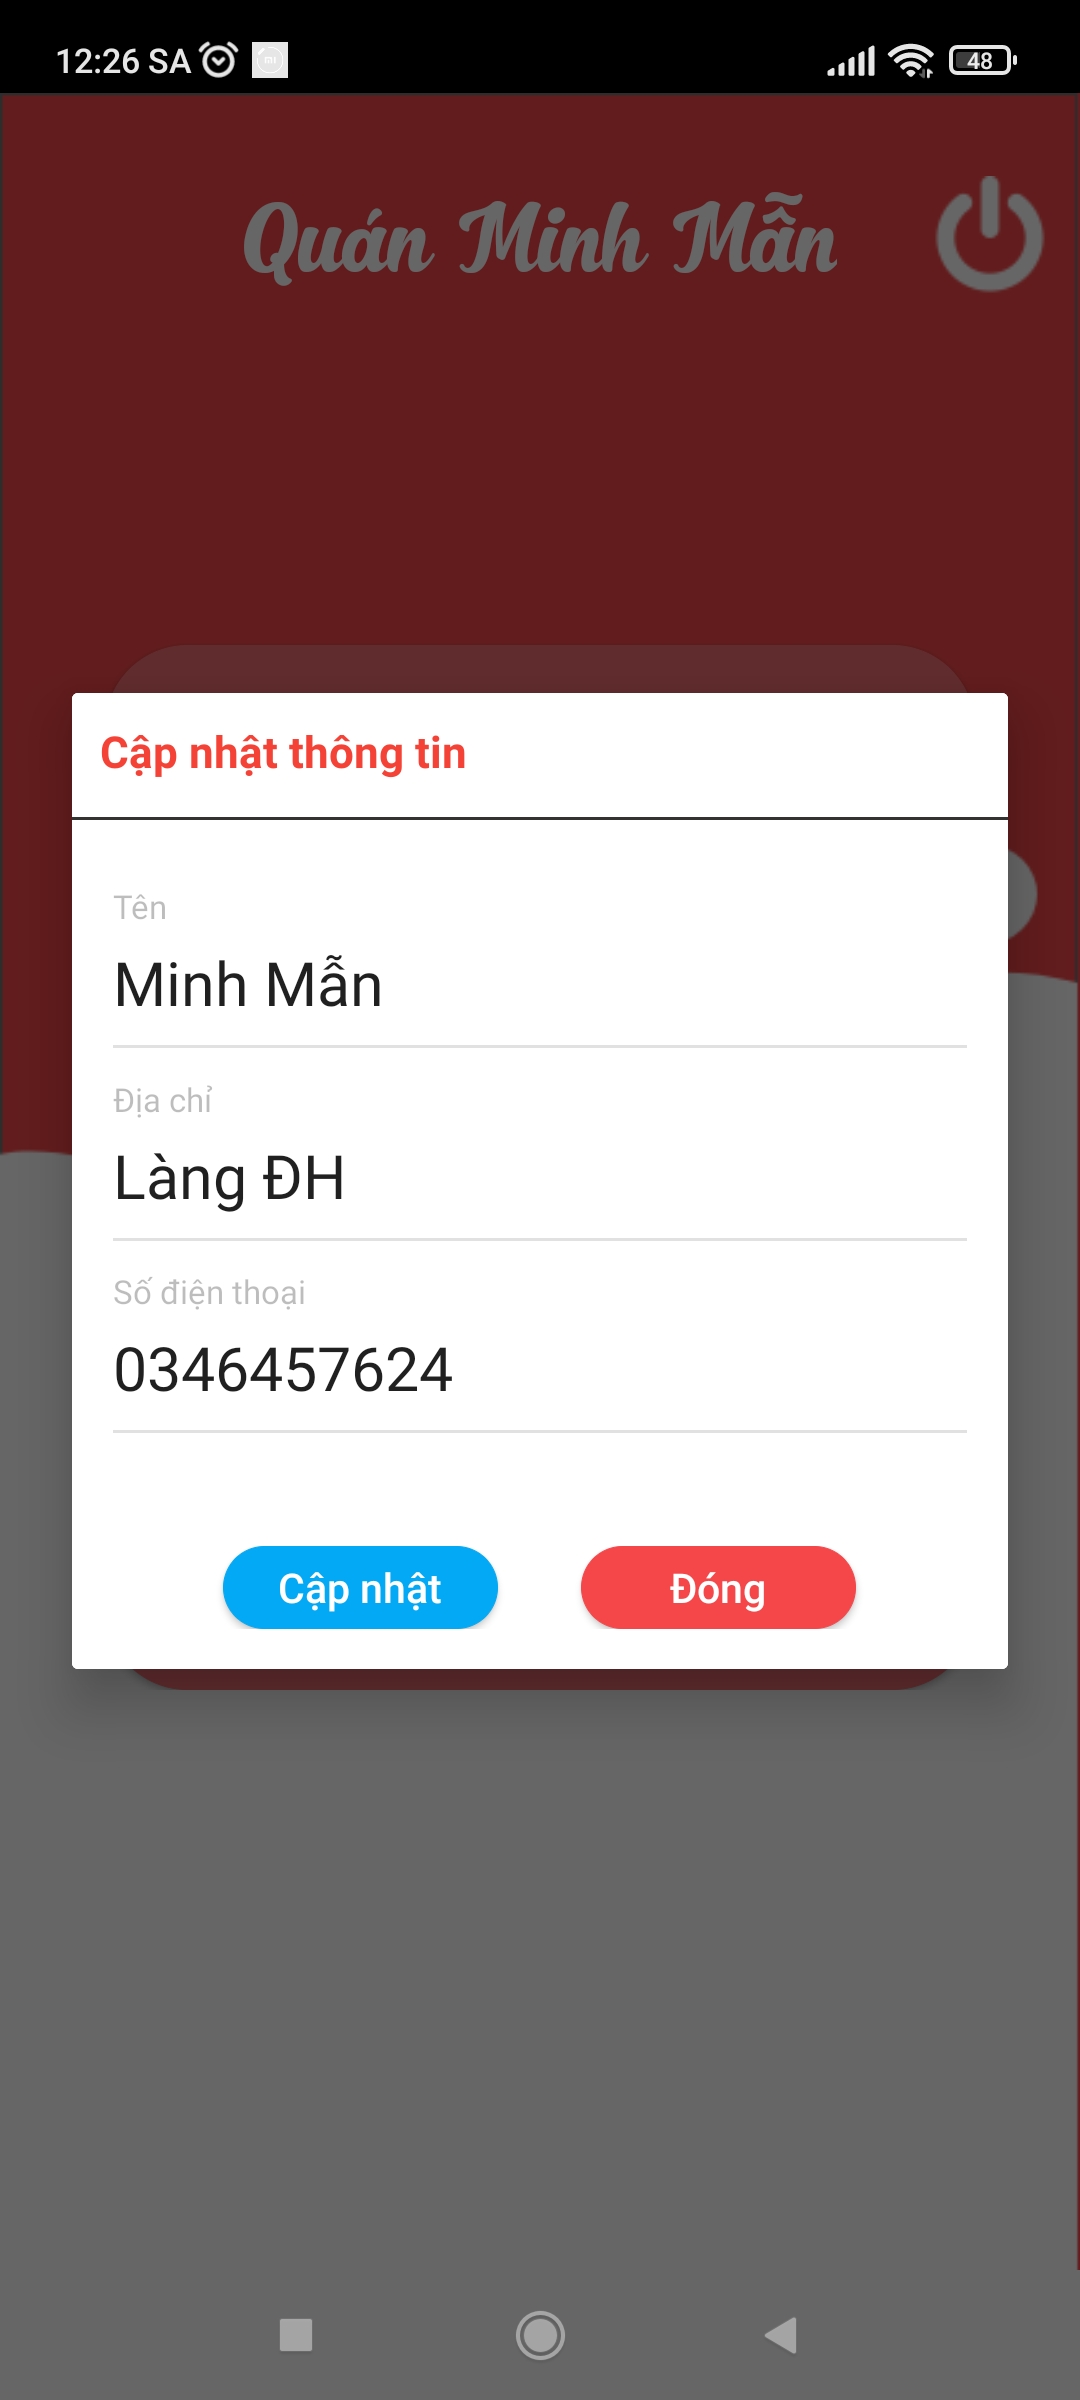 12:26 SA
48
Quán Minh Mẫn
Cập nhật thông tin
Tên
Minh Mẫn
Địa chỉ
Làng ĐH
Số điện thoại
0346457624
Cập nhật
Đóng